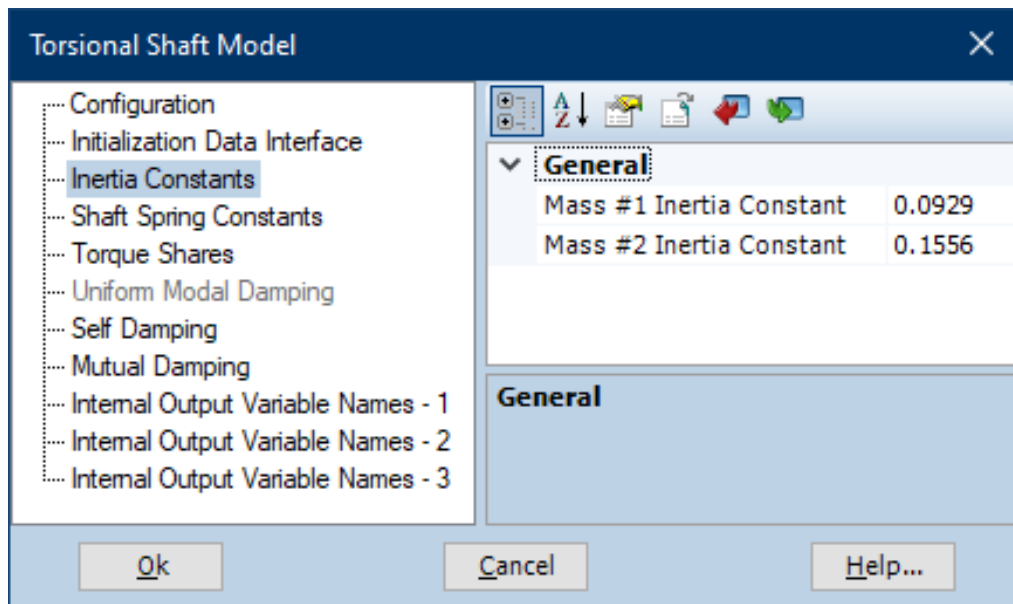 Torsional Shaft Model
Configuration
Initialization Data Interface
Inertia Constants
Shaft Spring Constants
Torque Shares
Uniform Modal Damping
Self Damping
Mutual Damping
Internal Output Variable Names - 1
Internal Output Variable Names - 2
Internal Output Variable Names - 3
A
Z
General
Mass #1 Inertia Constant 0.0929
Mass #2 Inertia Constant 0.1556
General
Ok Cancel Help...